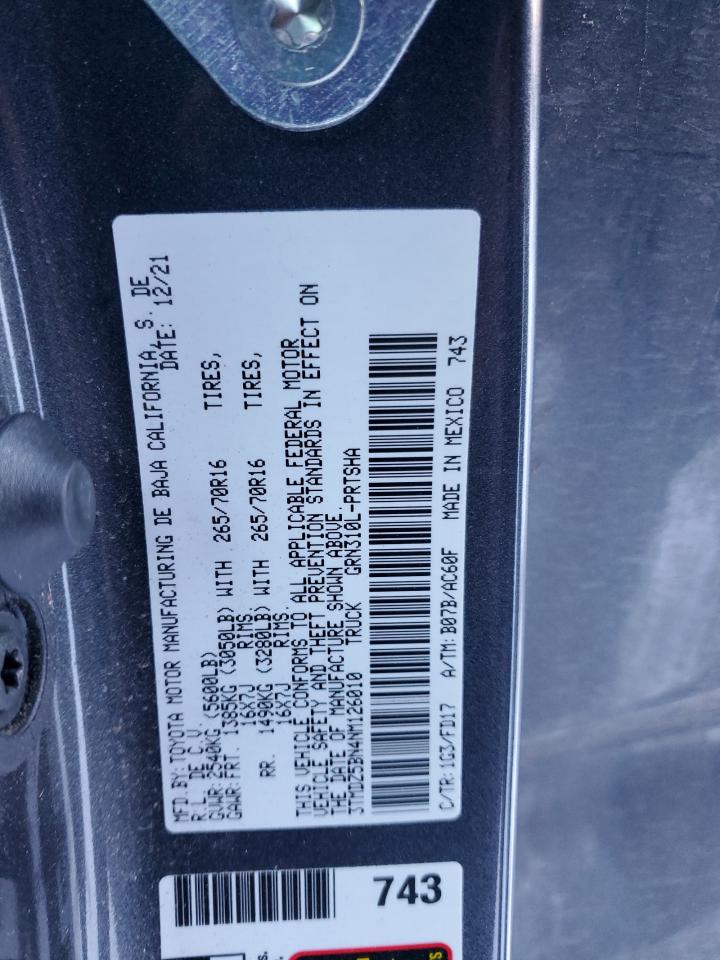 MFD.BY:TOYOTA MOTOR MANUFACTURING DE BAJA CALIFORNIA, S. DE
R.L. DE C.V. DATE: 12/21
GVWR:2540KG (5600LB)
GAWR:FRT. 1385KG (3050LB) WITH 265/70R16 TIRES,
16X7J RIMS
RR. 1490KG (3280LB) WITH 265/70R16 TIRES,
16X7J RIMS.
THIS VEHICLE CONFORMS TO ALL APPLICABLE FEDERAL MOTOR
VEHICLE SAFETY AND THEFT PREVENTION STANDARDS IN EFFECT ON
THE DATE OF MANUFACTURE SHOWN ABOVE.
3TMDZ5BN4NM126010 TRUCK GRN310L-PRTSHA
C/TR:1G3/FD17 A/TM:B07B/AC60F MADE IN MEXICO 743
743